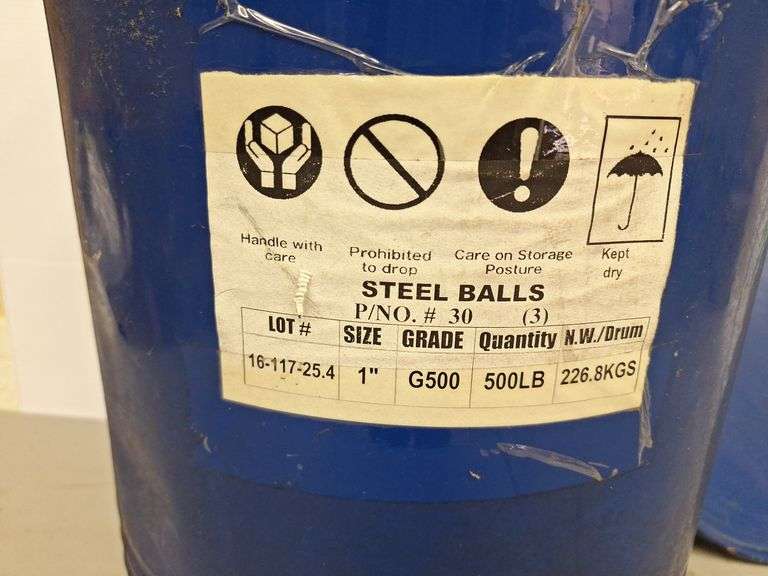 Handle with care
Prohibited to drop
Care on Storage Posture
Kept dry
STEEL BALLS
P/NO. # 30 (3)
LOT # SIZE GRADE Quantity N.W./Drum
16-117-25.4 1" G500 500LB 226.8KGS